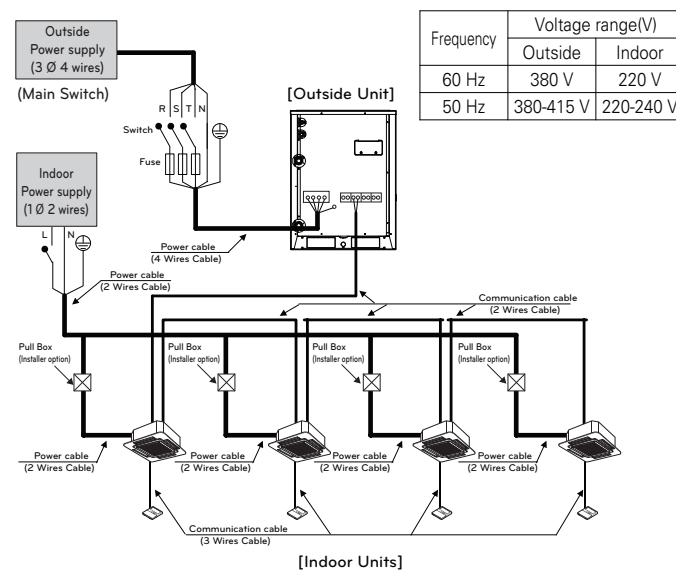 Outside
Power supply
(3 Ø 4 wires)
(Main Switch)
R S T N
Switch
Fuse
[Outside Unit]
Frequency
Voltage range(V)
Outside Indoor
60 Hz 380 V 220 V
50 Hz 380-415 V 220-240 V
Indoor
Power supply
(1 Ø 2 wires)
L N
Power cable
(4 Wires Cable)
Power cable
(2 Wires Cable)
Communication cable
(2 Wires Cable)
Pull Box
(Installer option)
Pull Box
(Installer option)
Pull Box
(Installer option)
Pull Box
(Installer option)
Power cable
(2 Wires Cable)
Power cable
(2 Wires Cable)
Power cable
(2 Wires Cable)
Power cable
(2 Wires Cable)
Communication cable
(3 Wires Cable)
[Indoor Units]